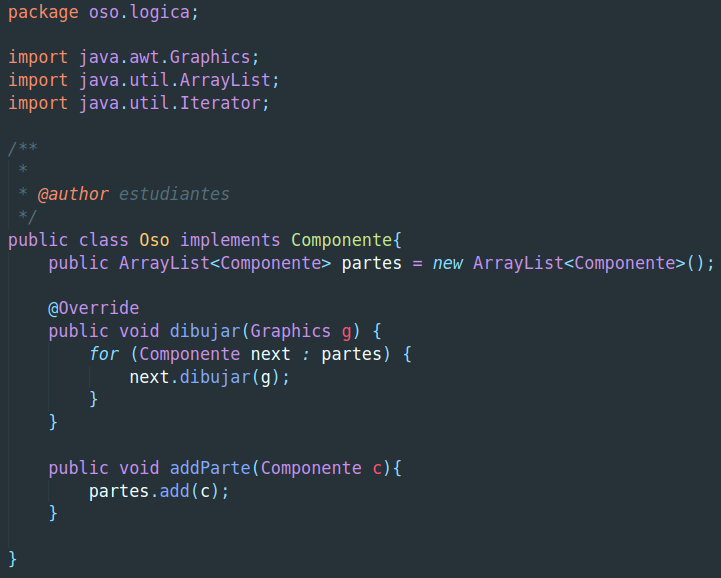 package oso.logica;
import java.awt.Graphics;
import java.util.ArrayList;
import java.util.Iterator;
/**
 *
 * @author estudiantes
 */
public class Oso implements Componente{
    public ArrayList<Componente> partes = new ArrayList<Componente>();
    @Override
    public void dibujar(Graphics g) {
        for (Componente next : partes) {
            next.dibujar(g);
        }
    }
    public void addParte(Componente c){
        partes.add(c);
    }
}